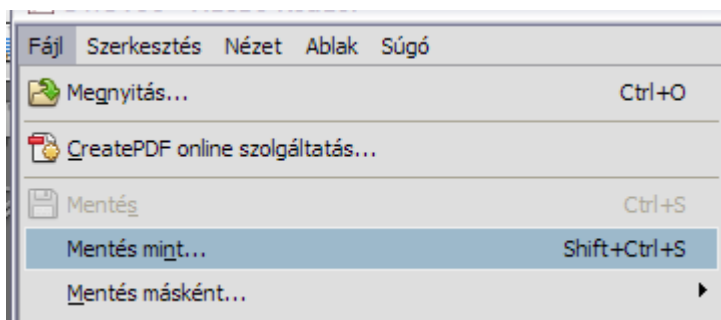 Fájl Szerkesztés Nézet Ablak Súgó
Megnyitás... Ctrl+O
CreatePDF online szolgáltatás...
Mentés Ctrl+S
Mentés mint... Shift+Ctrl+S
Mentés másként...